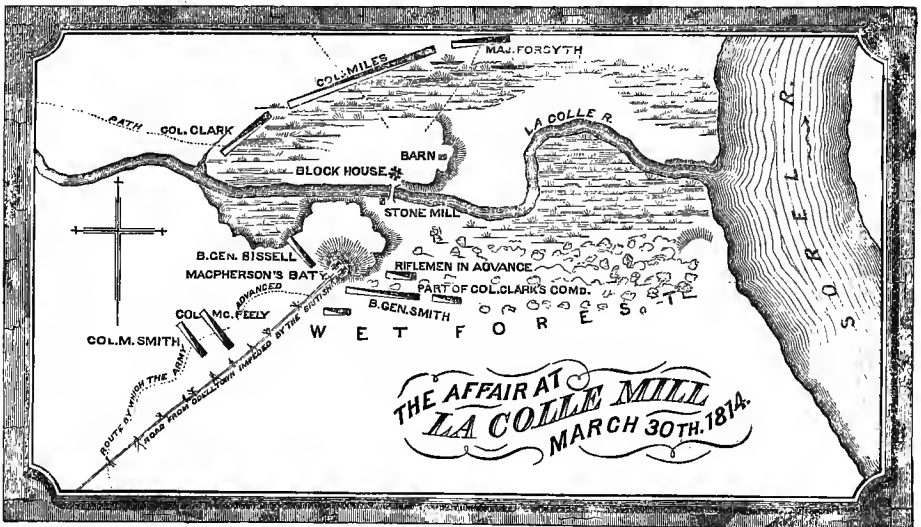 MAJ. FORSYTH
COL. MILES
PATH
COL. CLARK
LA COLLE R.
BARN
BLOCK HOUSE
STONE MILL
SOREL R.
B.GEN. BISSELL
MACPHERSON'S BATY.
RIFLEMEN IN ADVANCE
PART OF COL. CLARK'S COMD.
B.GEN. SMITH
WET FOREST
COL. MC. FEELY
COL. M. SMITH
ROUTE BY WHICH THE ARMY ADVANCED
ROAD FROM ODELLTOWN IMPEDED BY THE BRITISH
THE AFFAIR AT
LA COLLE MILL
MARCH 30TH. 1814.